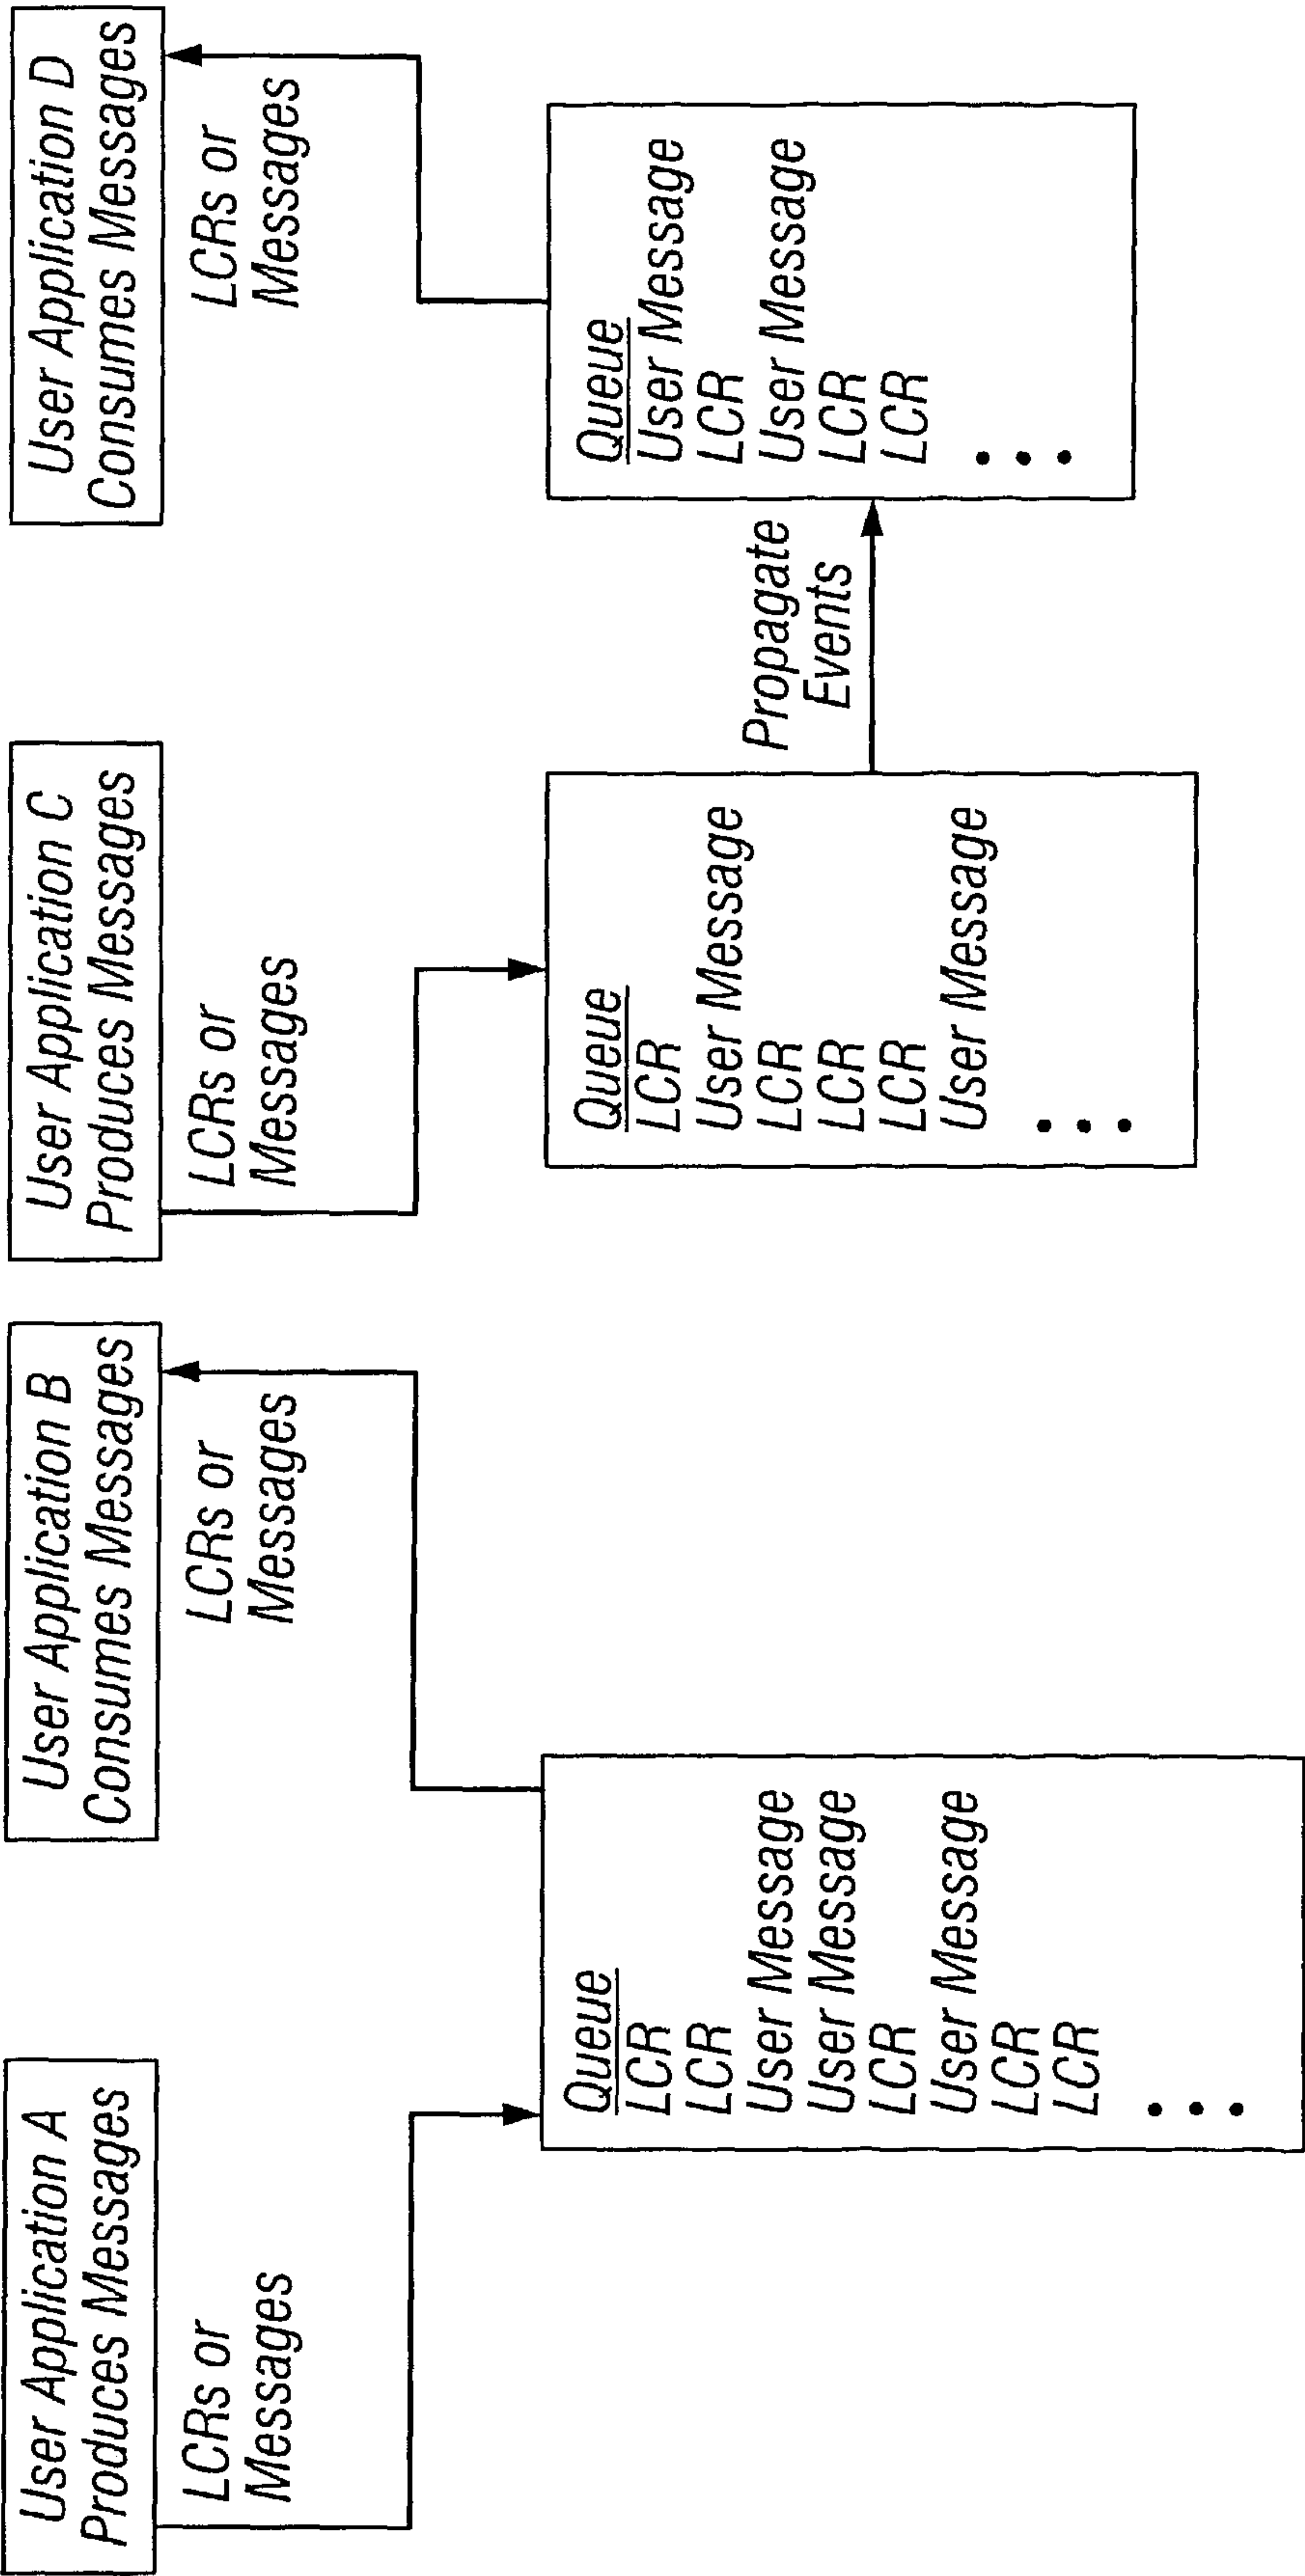 User Application A
Produces Messages
LCRs or
Messages
Queue
LCR
LCR
User Message
User Message
LCR
User Message
LCR
LCR
User Application B
Consumes Messages
LCRs or
Messages
User Application C
Produces Messages
LCRs or
Messages
Queue
LCR
User Message
LCR
LCR
LCR
User Message
Propagate
Events
Queue
User Message
LCR
User Message
LCR
LCR
User Application D
Consumes Messages
LCRs or
Messages